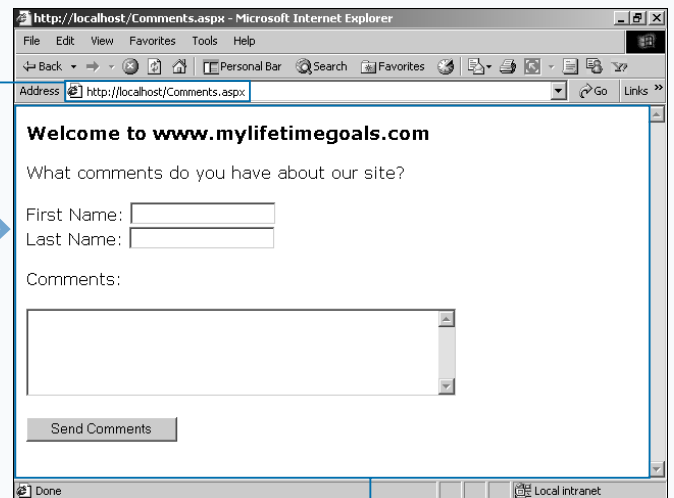 http://localhost/Comments.aspx - Microsoft Internet Explorer
File Edit View Favorites Tools Help
Back Personal Bar Search Favorites
Address http://localhost/Comments.aspx Go Links »
Welcome to www.mylifetimegoals.com
What comments do you have about our site?
First Name:
Last Name:
Comments:
Send Comments
Done Local intranet